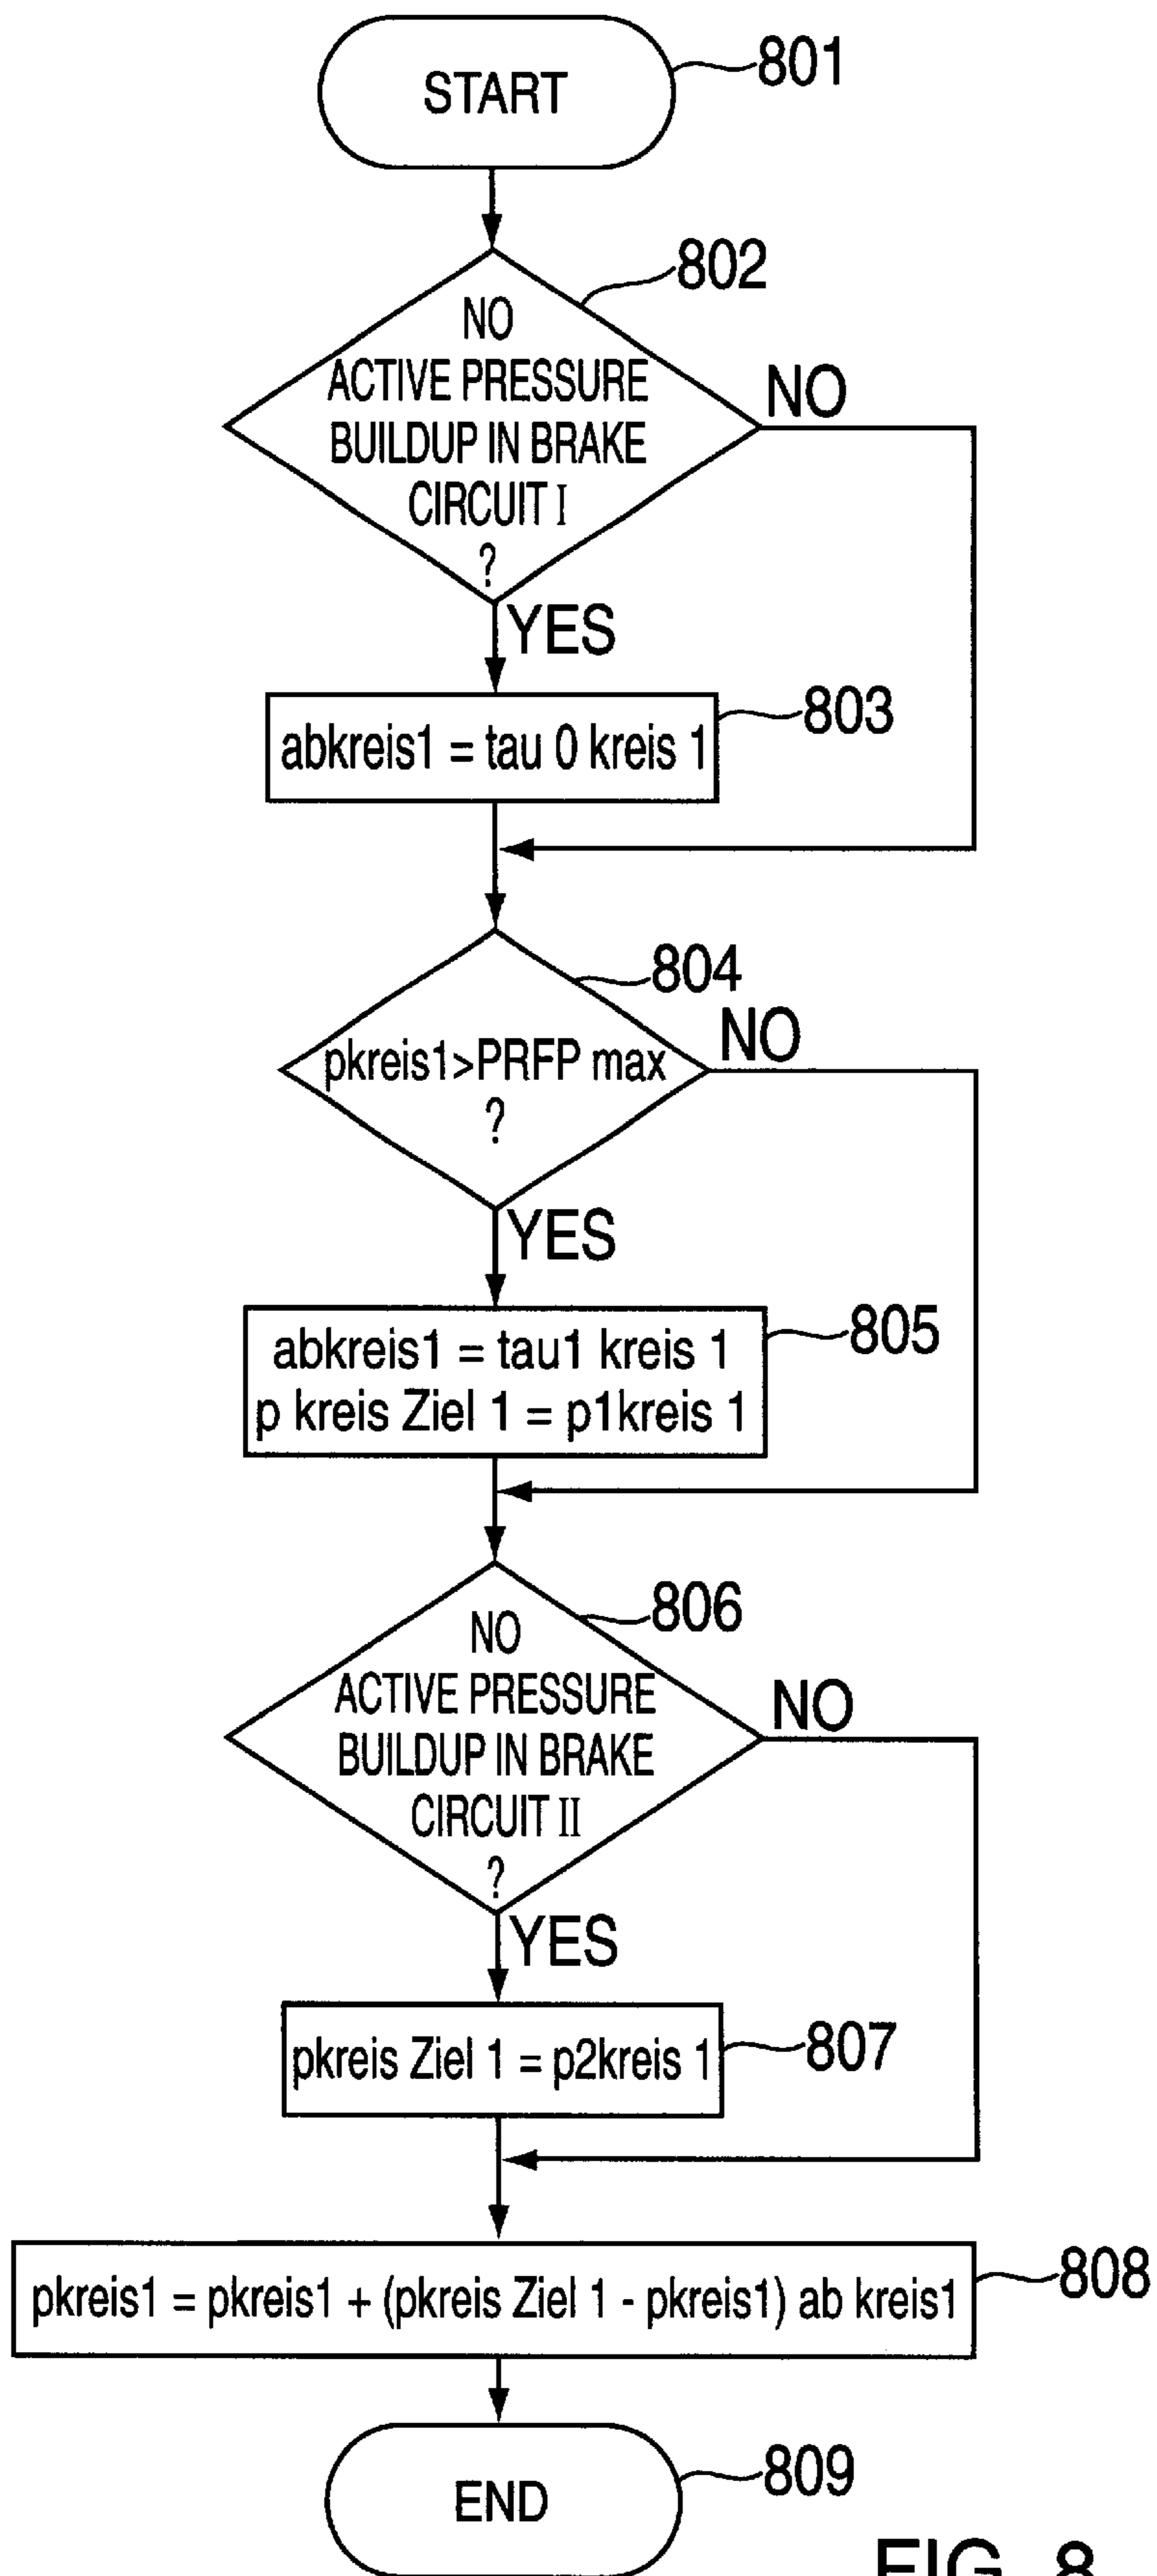 START
801
802
NO
ACTIVE PRESSURE
BUILDUP IN BRAKE
CIRCUIT I
?
NO
YES
803
abkreis1 = tau 0 kreis 1
804
pkreis1>PRFP max
?
NO
YES
805
abkreis1 = tau1 kreis 1
p kreis Ziel 1 = p1kreis 1
806
NO
ACTIVE PRESSURE
BUILDUP IN BRAKE
CIRCUIT II
?
NO
YES
pkreis Ziel 1 = p2kreis 1
807
808
pkreis1 = pkreis1 + (pkreis Ziel 1 - pkreis1) ab kreis1
END
809
FIG. 8